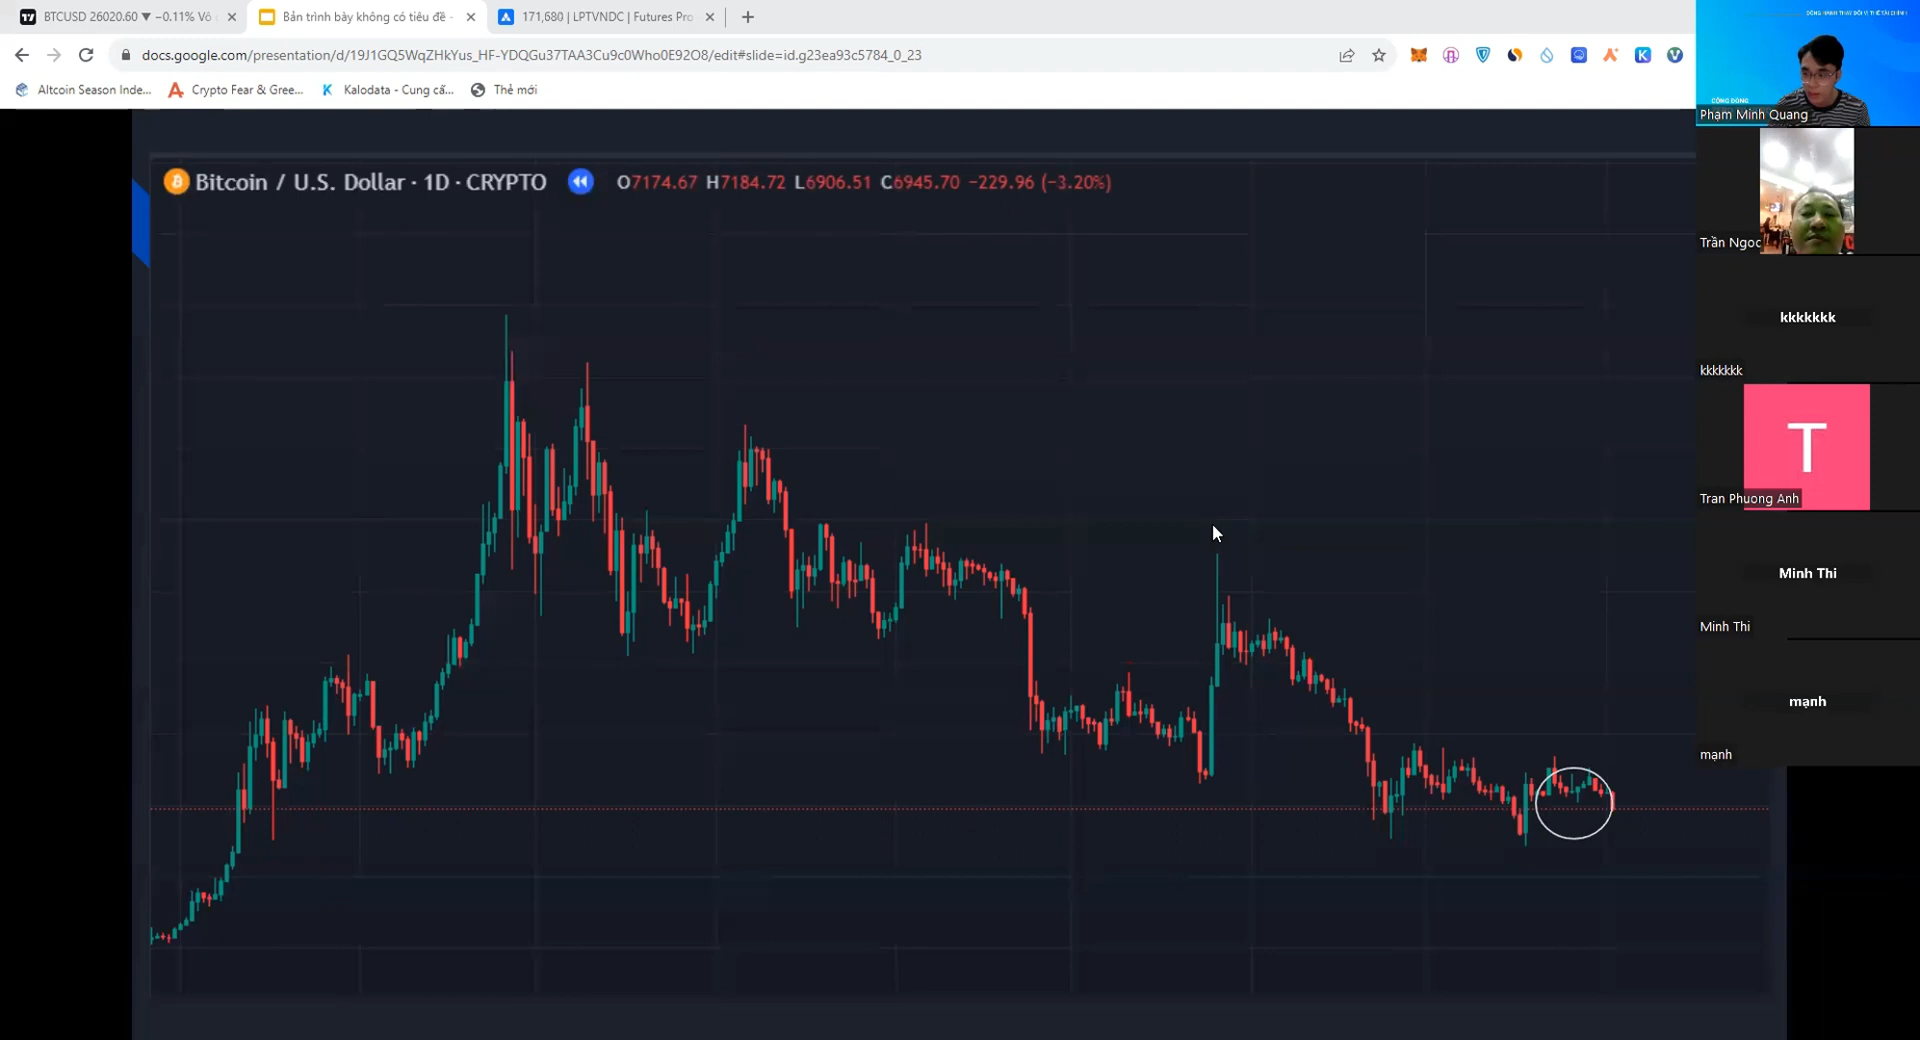 BTCUSD 26020.60 ▼ −0.11% Vô
Bản trình bày không có tiêu đề -
171,680 | LPTVNDC | Futures Pro
docs.google.com/presentation/d/19J1GQ5WqZHkYus_HF-YDQGu37TAA3Cu9c0Who0E92O8/edit#slide=id.g23ea93c5784_0_23
Altcoin Season Inde...
Crypto Fear & Gree...
Kalodata - Cung cấ...
Thẻ mới
Bitcoin / U.S. Dollar · 1D · CRYPTO
O7174.67 H7184.72 L6906.51 C6945.70 −229.96 (−3.20%)
CỘNG ĐỒNG
Phạm Minh Quang
Trần Ngọc
kkkkkkk
kkkkkkk
T
Tran Phuong Anh
Minh Thi
Minh Thi
mạnh
mạnh